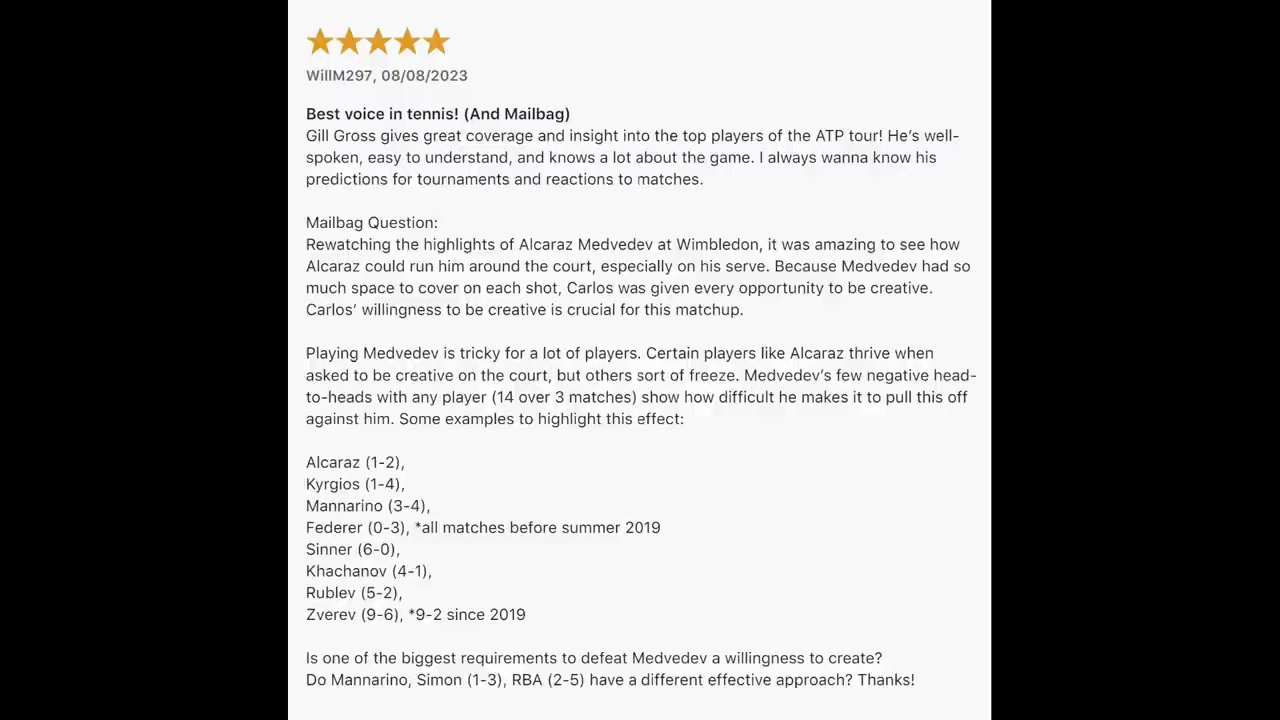 WillM297, 08/08/2023
Best voice in tennis! (And Mailbag)
Gill Gross gives great coverage and insight into the top players of the ATP tour! He's well-
spoken, easy to understand, and knows a lot about the game. I always wanna know his
predictions for tournaments and reactions to matches.
Mailbag Question:
Rewatching the highlights of Alcaraz Medvedev at Wimbledon, it was amazing to see how
Alcaraz could run him around the court, especially on his serve. Because Medvedev had so
much space to cover on each shot, Carlos was given every opportunity to be creative.
Carlos' willingness to be creative is crucial for this matchup.
Playing Medvedev is tricky for a lot of players. Certain players like Alcaraz thrive when
asked to be creative on the court, but others sort of freeze. Medvedev's few negative head-
to-heads with any player (14 over 3 matches) show how difficult he makes it to pull this off
against him. Some examples to highlight this effect:
Alcaraz (1-2),
Kyrgios (1-4),
Mannarino (3-4),
Federer (0-3), *all matches before summer 2019
Sinner (6-0),
Khachanov (4-1),
Rublev (5-2),
Zverev (9-6), *9-2 since 2019
Is one of the biggest requirements to defeat Medvedev a willingness to create?
Do Mannarino, Simon (1-3), RBA (2-5) have a different effective approach? Thanks!